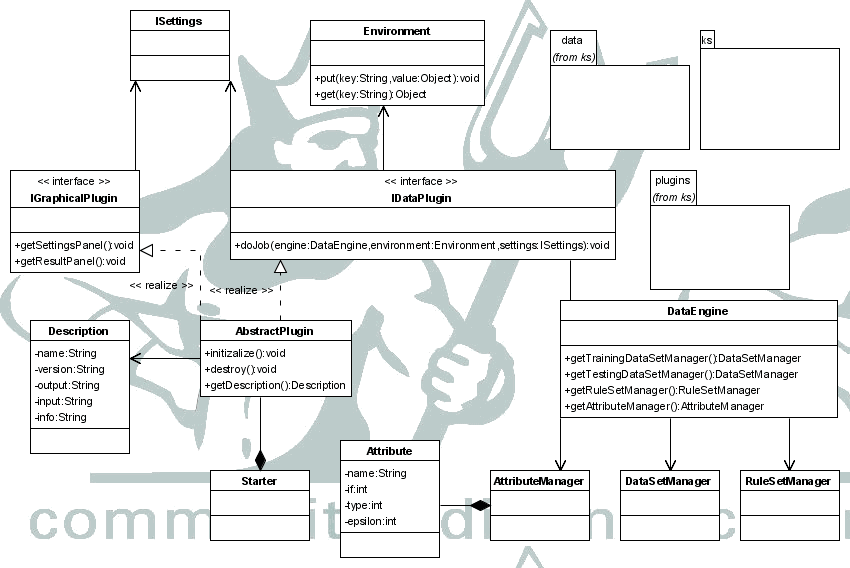 ISettings
Environment
+put(key:String,value:Object):void
+get(key:String):Object
data
(from ks)
ks
<< interface >>
IGraphicalPlugin
+getSettingsPanel():void
+getResultPanel():void
<< interface >>
IDataPlugin
+doJob(engine:DataEngine,environment:Environment,settings:ISettings):void
plugins
(from ks)
<< realize >>
<< realize >>
Description
-name:String
-version:String
-output:String
-input:String
-info:String
AbstractPlugin
+initizalize():void
+destroy():void
+getDescription():Description
DataEngine
+getTrainingDataSetManager():DataSetManager
+getTestingDataSetManager():DataSetManager
+getRuleSetManager():RuleSetManager
+getAttributeManager():AttributeManager
Starter
Attribute
-name:String
-if:int
-type:int
-epsilon:int
AttributeManager
DataSetManager
RuleSetManager